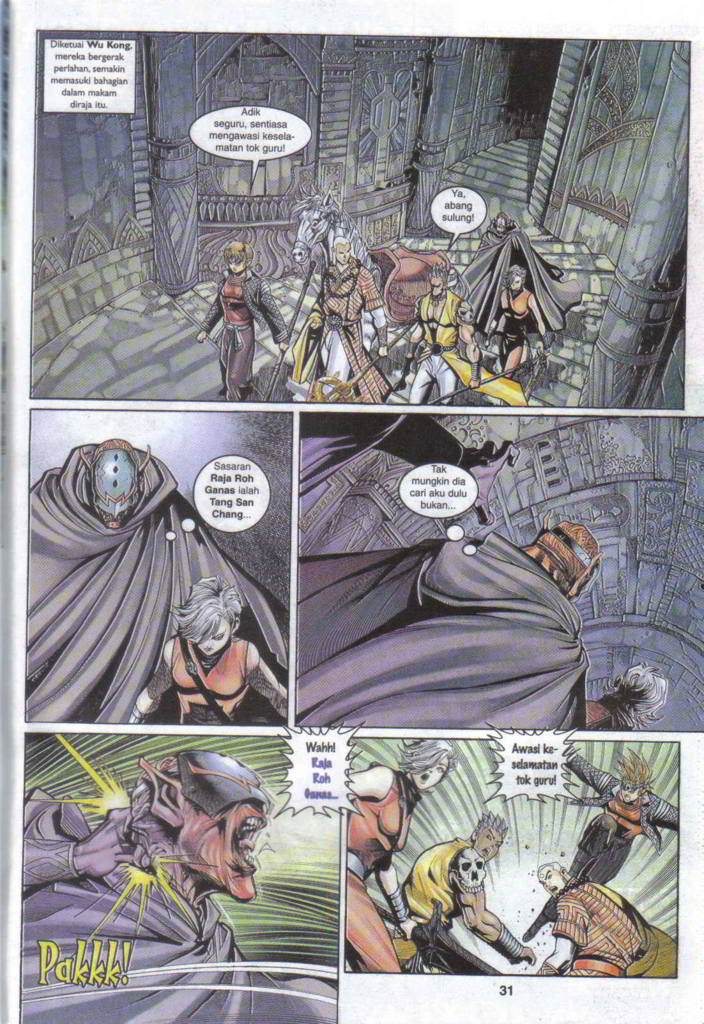 Diketuai Wu Kong,
mereka bergerak
perlahan, semakin
memasuki bahagian
dalam makam
diraja itu.
Adik
seguru, sentiasa
mengawasi kesela-
matan tok guru!
Ya,
abang
sulung!
Sasaran
Raja Roh
Ganas ialah
Tang San
Chang...
Tak
mungkin dia
cari aku dulu
bukan...
Wahh!
Raja
Roh
Ganas...
Pakkk!
Awasi ke-
selamatan
tok guru!
31